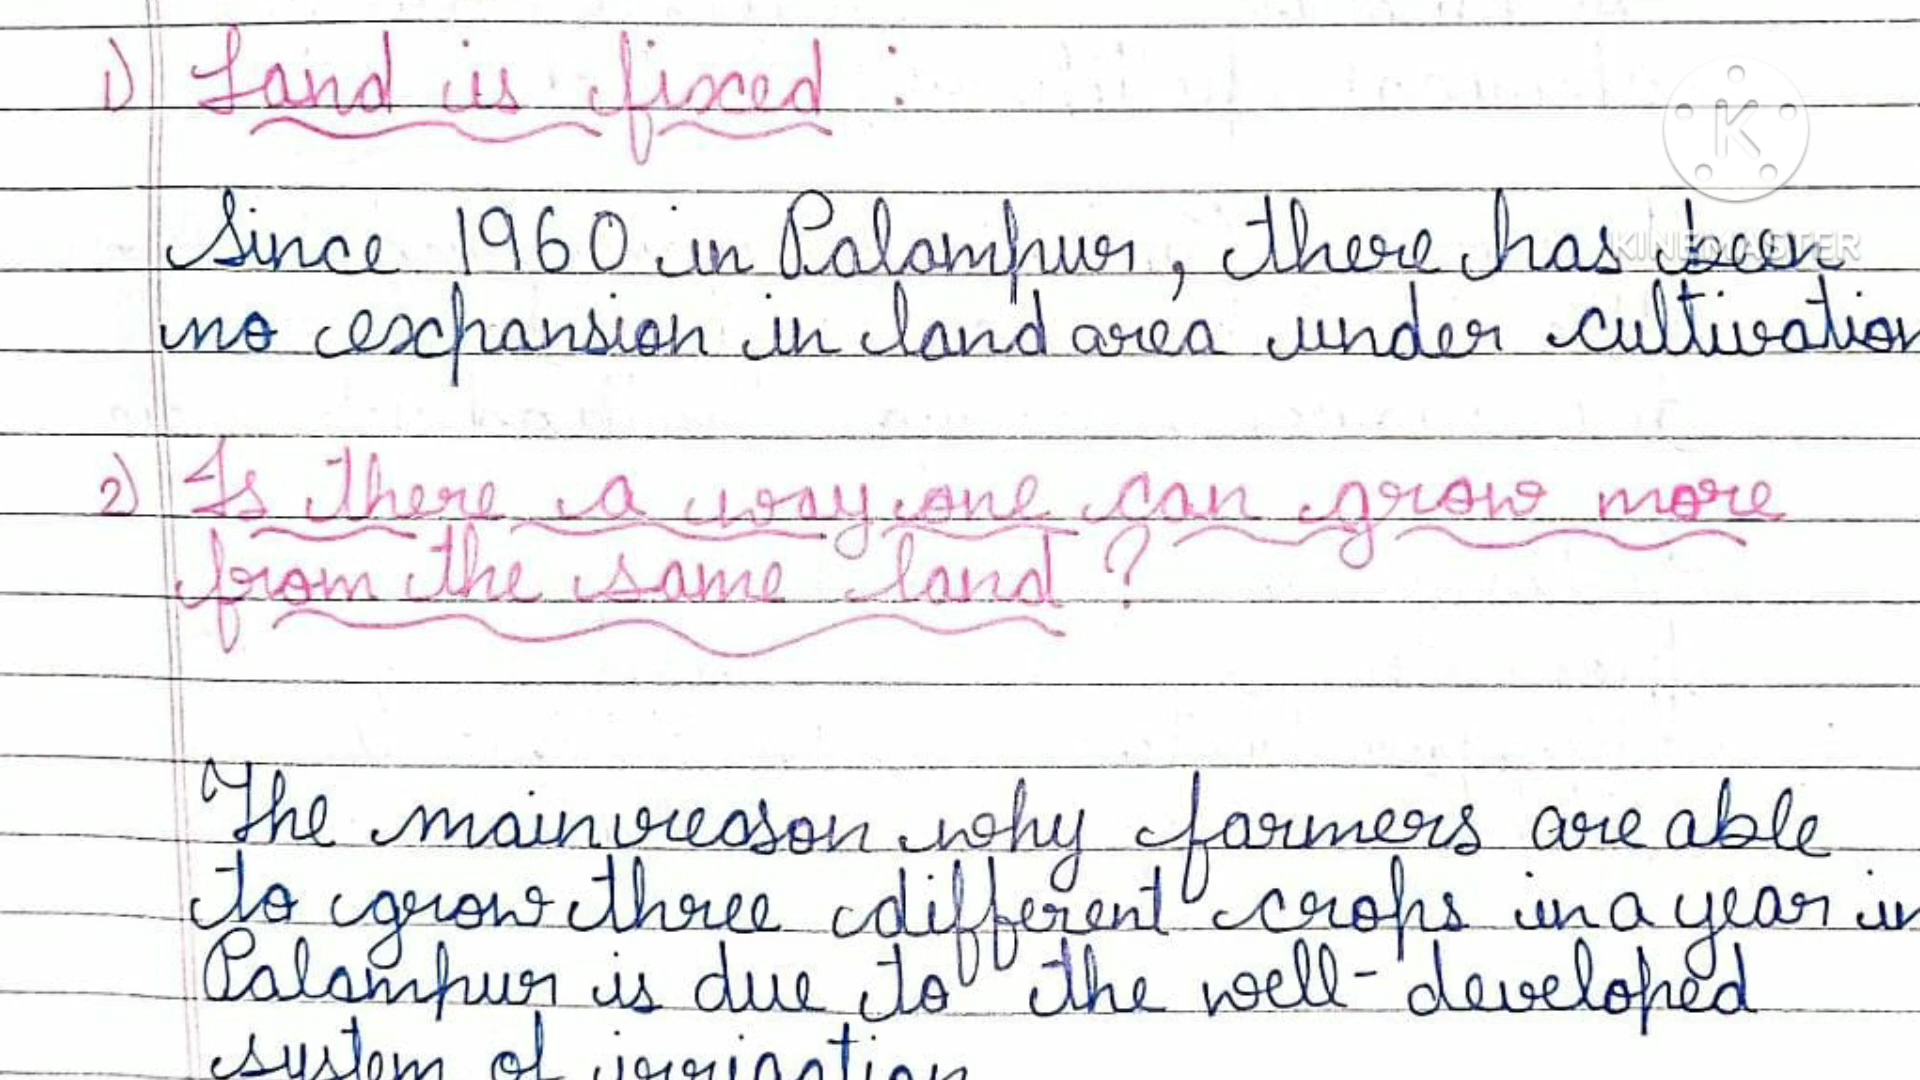 1) Land is fixed :
KINEMASTER
Since 1960 in Palampur, there has been
no expansion in land area under cultivation
2) Is there a way one can grow more
from the same land ?
The main reason why farmers are able
to grow three different crops in a year in
Palampur is due to the well-developed
system of irrigation